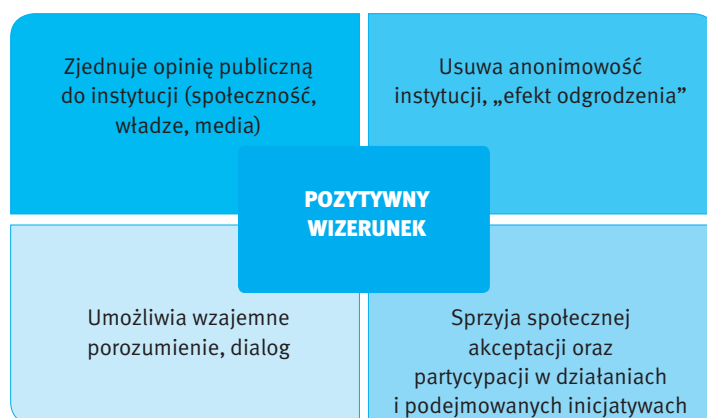 Zjednuje opinię publiczną
do instytucji (społeczność,
władze, media)
Usuwa anonimowość
instytucji, „efekt odgrodzenia”
POZYTYWNY
WIZERUNEK
Umożliwia wzajemne
porozumienie, dialog
Sprzyja społecznej
akceptacji oraz
partycypacji w działaniach
i podejmowanych inicjatywach